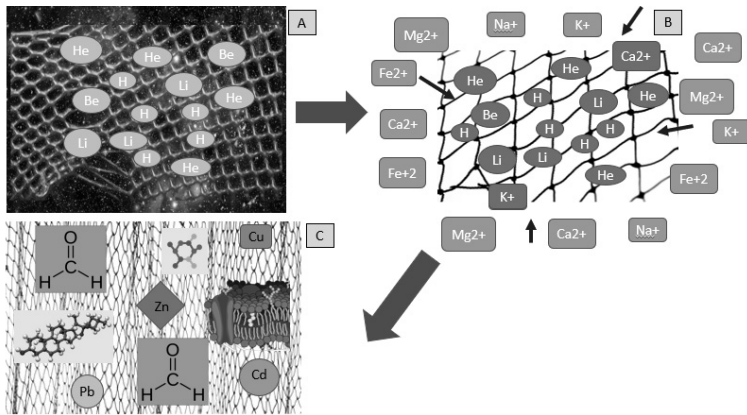 A
He
He
Be
H
Li
Be
He
H
H
Li
Li
H
H
He
B
Mg2+
Na+
K+
Ca2+
Ca2+
Fe2+
He
He
Mg2+
H
Li
He
Be
Ca2+
H
H
H
K+
H
Li
Li
Fe+2
He
Fe+2
K+
Mg2+
Ca2+
Na+
C
O
C
H
H
Cu
Zn
O
C
H
H
Pb
Cd